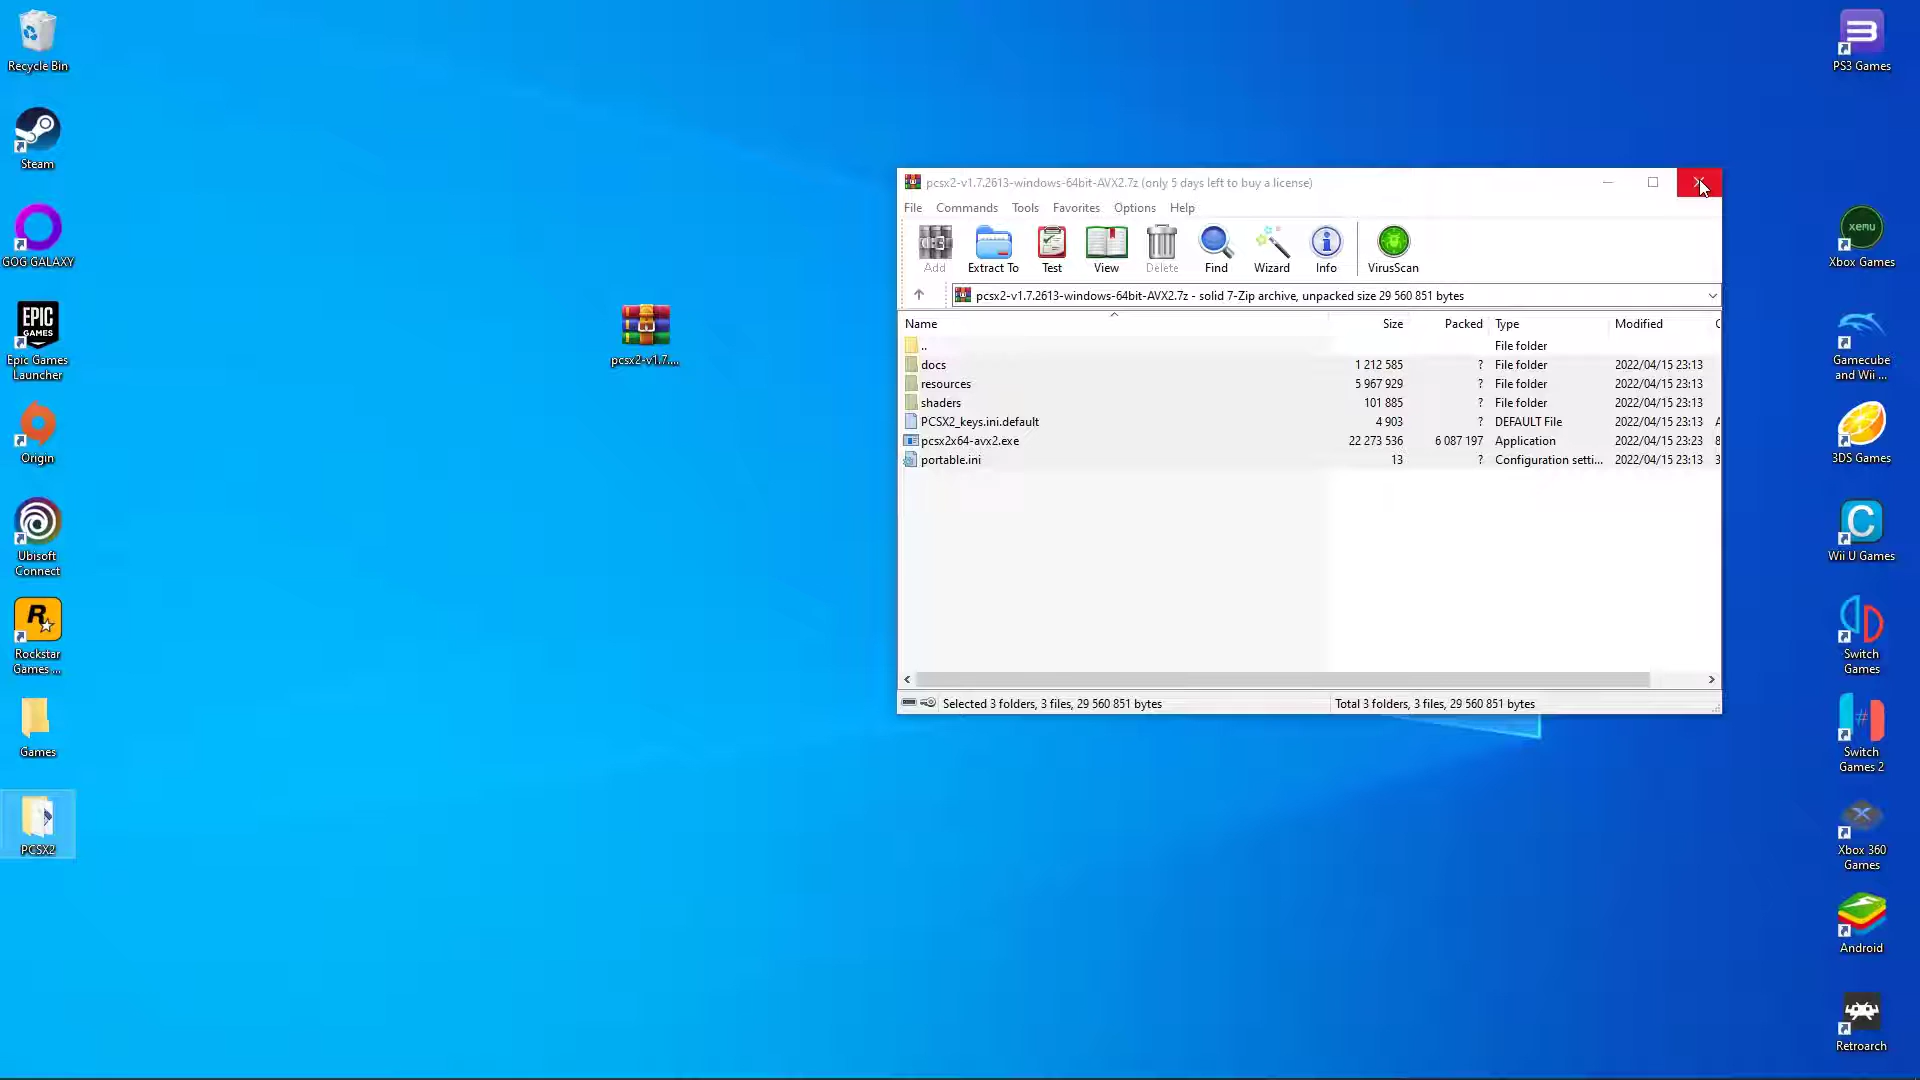 Recycle Bin
Steam
GOG GALAXY
EPIC
GAMES
Epic Games
Launcher
Origin
Ubisoft
Connect
Rockstar
Games ...
Games
PCSX2
pcsx2-v1.7....
pcsx2-v1.7.2613-windows-64bit-AVX2.7z (only 5 days left to buy a license)
File Commands Tools Favorites Options Help
Add Extract To Test View Delete Find Wizard Info VirusScan
pcsx2-v1.7.2613-windows-64bit-AVX2.7z - solid 7-Zip archive, unpacked size 29 560 851 bytes
Name Size Packed Type Modified
.. File folder
docs 1 212 585 ? File folder 2022/04/15 23:13
resources 5 967 929 ? File folder 2022/04/15 23:13
shaders 101 885 ? File folder 2022/04/15 23:13
PCSX2_keys.ini.default 4 903 ? DEFAULT File 2022/04/15 23:13
pcsx2x64-avx2.exe 22 273 536 6 087 197 Application 2022/04/15 23:23 8
portable.ini 13 ? Configuration setti... 2022/04/15 23:13 3
Selected 3 folders, 3 files, 29 560 851 bytes Total 3 folders, 3 files, 29 560 851 bytes
PS3 Games
xemu
Xbox Games
Gamecube
and Wii ...
3DS Games
Wii U Games
Switch
Games
Switch
Games 2
Xbox 360
Games
Android
Retroarch